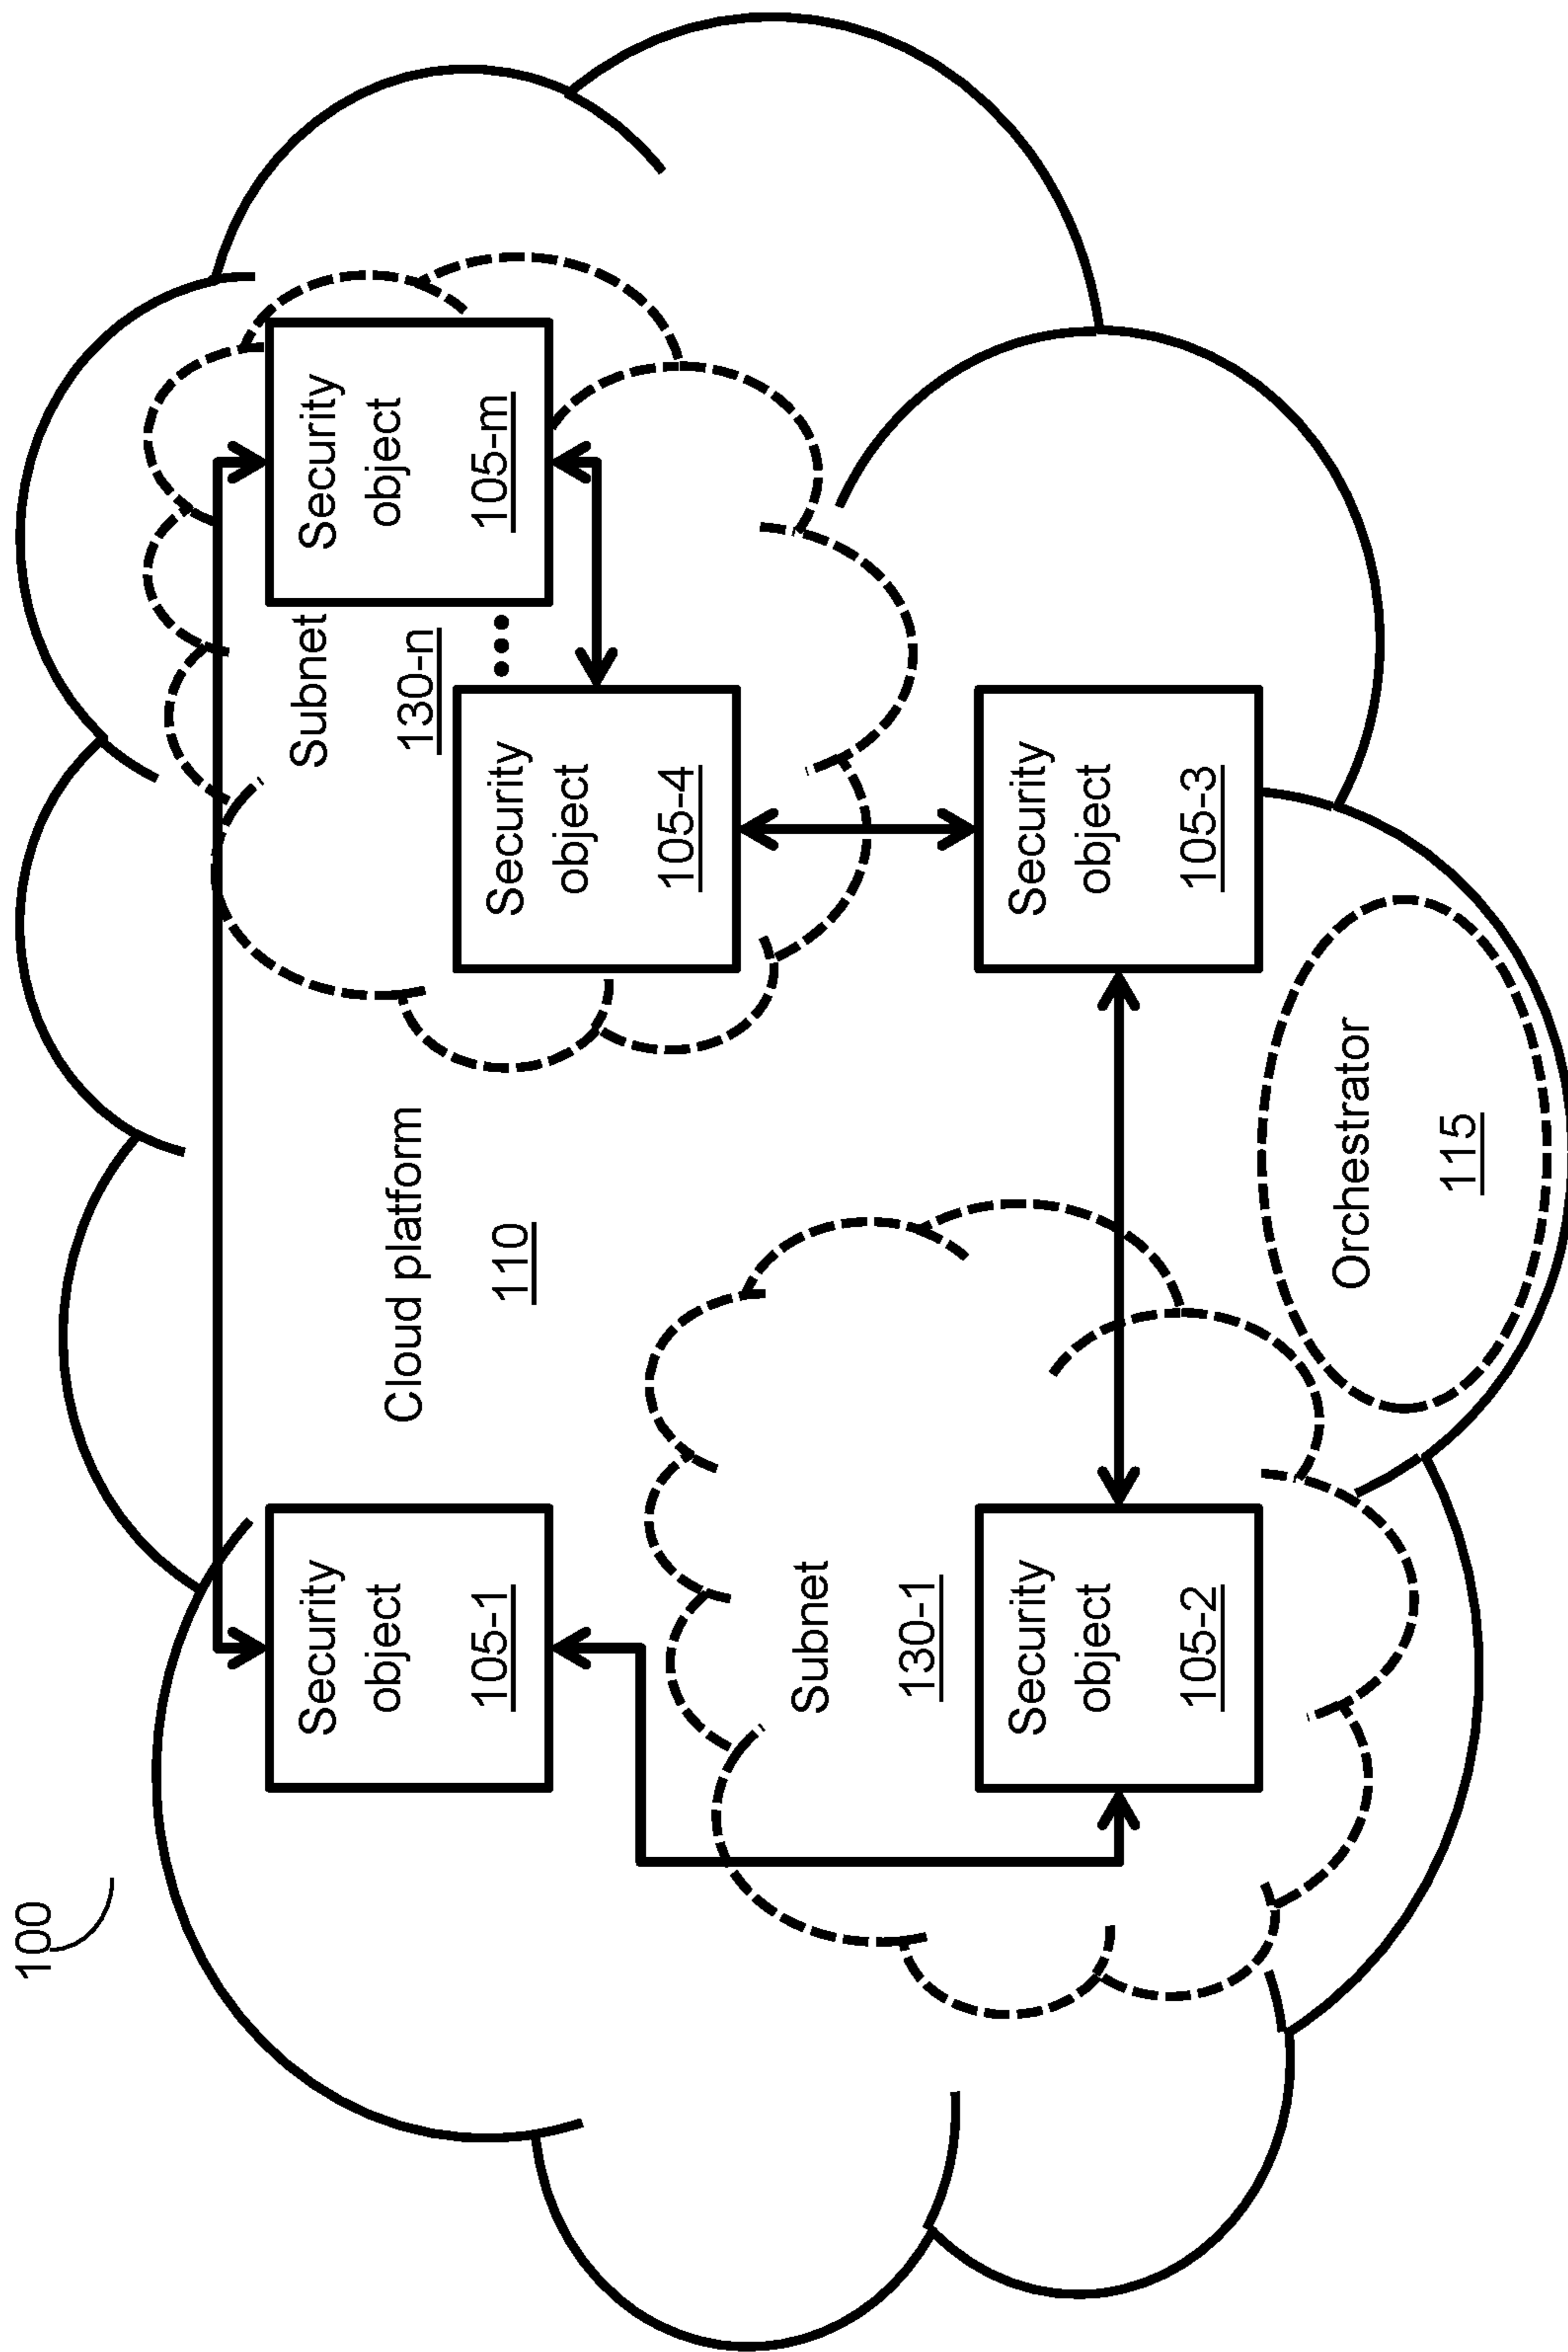 100
Security
object
105-1
Cloud platform
110
Subnet
130-n
Security
object
105-m
Security
object
105-4
Subnet
130-1
Security
object
105-2
Security
object
105-3
Orchestrator
115